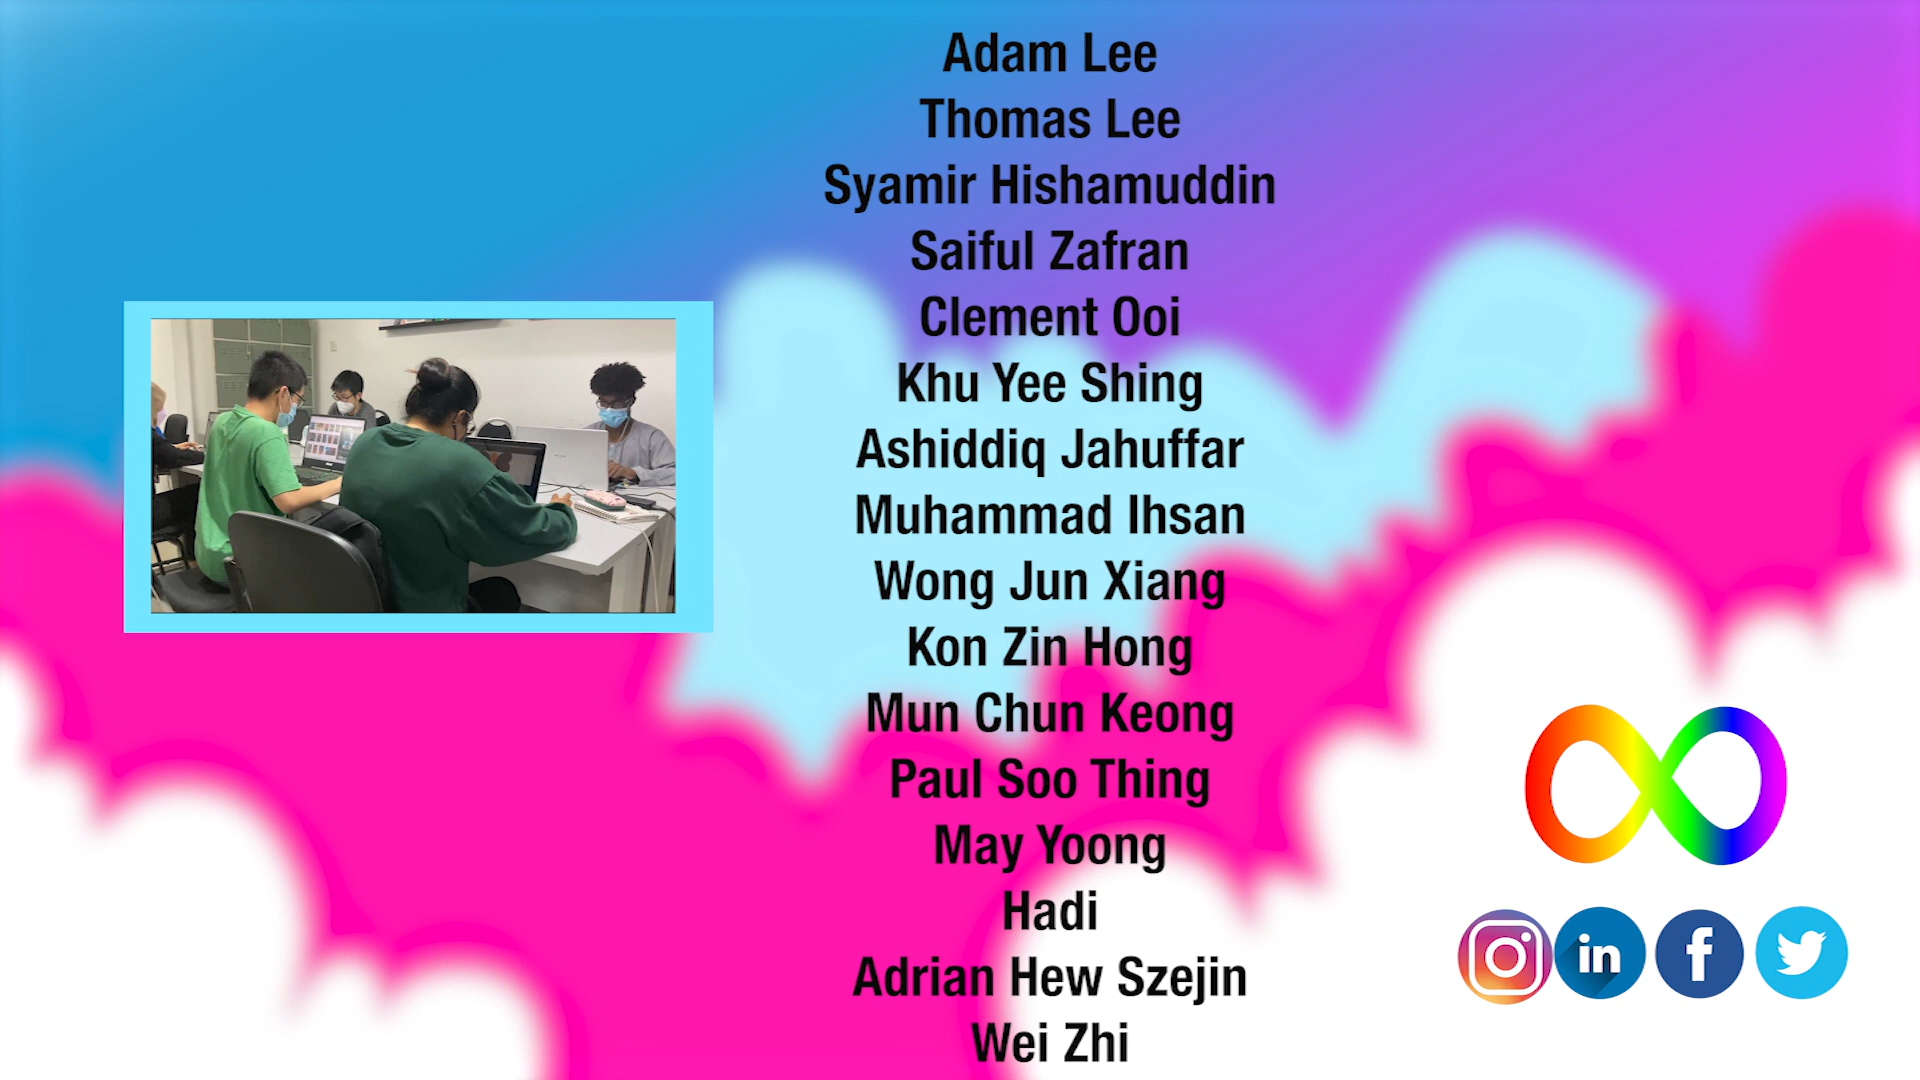 Adam Lee
Thomas Lee
Syamir Hishamuddin
Saiful Zafran
Clement Ooi
Khu Yee Shing
Ashiddiq Jahuffar
Muhammad Ihsan
Wong Jun Xiang
Kon Zin Hong
Mun Chun Keong
Paul Soo Thing
May Yoong
Hadi
Adrian Hew Szejin
Wei Zhi
in
f